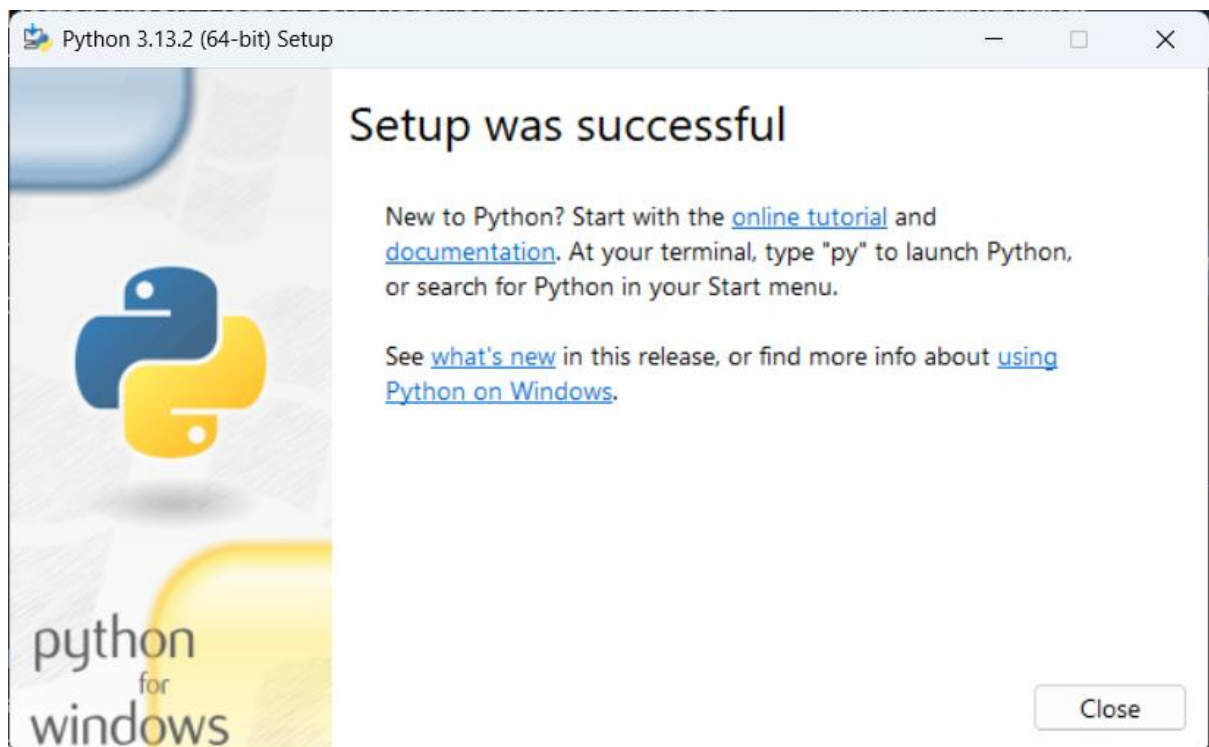 Python 3.13.2 (64-bit) Setup
Setup was successful
New to Python? Start with the online tutorial and
documentation. At your terminal, type "py" to launch Python,
or search for Python in your Start menu.
See what's new in this release, or find more info about using
Python on Windows.
python
for
windows
Close